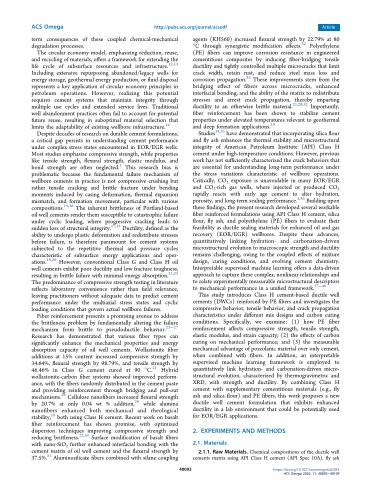 ACS Omega
http://pubs.acs.org/journal/acsodf
Article
term consequences of these coupled chemical-mechanical
degradation processes.
The circular economy model, emphasizing reduction, reuse,
and recycling of materials, offers a framework for extending the
life cycle of subsurface resources and infrastructures.
Including extensive repurposing abandoned/legacy wells for
energy storage, geothermal energy production, or fluid disposal
represents a key application of circular economy principles in
petroleum operations. However, realizing this potential
requires cement systems that maintain integrity through
multiple use cycles and extended service lives. Traditional
well abandonment practices often fail to account for potential
future reuse, resulting in suboptimal material selection that
limits the adaptability of existing wellbore infrastructure.
Despite decades of research on durable cement formulations,
a critical gap persists in understanding cement performance
under complex stress states encountered in EOR/EGR wells.
Most studies emphasize compressive strength, while properties
like tensile strength, flexural strength, elastic modulus, and
bond strength are often neglected. This research bias is
problematic because the fundamental failure mechanism of
wellbore cements in practice is not compressive crushing but
rather tensile cracking and brittle fracture under bending
moments induced by casing deformation, thermal expansion
mismatch, and formation movement, particular with various
compositions. The inherent brittleness of Portland-based
oil well cements render them susceptible to catastrophic failure
under cyclic loading, where progressive cracking leads to
sudden loss of structural integrity. Ductility, defined as the
ability to undergo plastic deformation and redistribute stresses
before failure, is therefore paramount for cement systems
subjected to the repetitive thermal and pressure cycles
characteristic of subsurface energy applications and oper-
ations. However, conventional Class G and Class H oil
well cements exhibit poor ductility and low fracture toughness,
resulting in brittle failure with minimal energy absorption.
The predominance of compressive strength testing in literature
reflects laboratory convenience rather than field relevance,
leaving practitioners without adequate data to predict cement
performance under the multiaxial stress states and cyclic
loading conditions that govern actual wellbore failures.
Fiber reinforcement presents a promising avenue to address
the brittleness problem by fundamentally altering the failure
mechanism from brittle to pseudoductile behavior.
Research has demonstrated that various fiber types can
significantly enhance the mechanical properties and energy
absorption capacity of oil well cements. Wollastonite fiber
additions at 15% content increased compressive strength by
34.64%, flexural strength by 98.79%, and tensile strength by
46.46% in Class G cement cured at 90 °C. Hybrid
wollastonite-carbon fiber systems showed improved perform-
ance, with the fibers randomly distributed in the cement paste
and providing reinforcement through bridging and pull-out
mechanisms. Cellulose nanofibers increased flexural strength
by 20.7% at only 0.04 wt % addition, while alumina
nanofibers enhanced both mechanical and rheological
stability, both using Class H cement. Recent work on basalt
fiber reinforcement has shown promise, with optimized
dispersion techniques improving compressive strength and
reducing brittleness. Surface modification of basalt fibers
with nano-SiO2 further enhanced interfacial bonding with the
cement matrix of oil well cement and the flexural strength by
37.5%. Aluminosilicate fibers combined with silane coupling
agents (KH560) increased flexural strength by 22.79% at 80
°C through synergetic modification effects. Polyethylene
(PE) fibers can improve corrosion resistance in engineered
cementitious composites by inducing fiber-bridging tensile
ductility and tightly controlled multiple microcracks that limit
crack width, retain rust, and reduce steel mass loss and
corrosion propagation. These improvements stem from the
bridging effect of fibers across microcracks, enhanced
interfacial bonding, and the ability of the matrix to redistribute
stresses and arrest crack propagation, thereby imparting
ductility to an otherwise brittle material. Importantly,
fiber reinforcement has been shown to stabilize cement
properties under elevated temperatures relevant to geothermal
and deep formation applications.
Studies have demonstrated that incorporating silica flour
and fly ash enhances the thermal stability and microstructural
integrity of American Petroleum Institute (API) Class H
cement under high-temperature conditions. However, previous
work has not sufficiently characterized the crack behaviors that
are essential for understanding long-term performance under
the stress variations characteristic of wellbore operations.
Critically, CO2 exposure is unavoidable in many EOR/EGR
and CO2-rich gas wells, where injected or produced CO2
rapidly reacts with early age cement to alter hydration,
porosity, and long-term sealing performance. Building upon
these findings, the present research developed several workable
fiber reinforced formulations using API Class H cement, silica
flour, fly ash, and polyethylene (PE) fibers to evaluate their
feasibility as ductile sealing materials for enhanced oil and gas
recovery (EOR/EGR) wellbores. Despite these advances,
quantitatively linking hydration- and carbonation-driven
microstructural evolution to macroscopic strength and ductility
remains challenging, owing to the coupled effects of mixture
design, curing condition, and evolving cement chemistry.
Interpretable supervised machine learning offers a data-driven
approach to capture these complex, nonlinear relationships and
to relate experimentally measurable microstructural descriptors
to mechanical performance in a unified framework.
This study introduces Class H cement-based ductile well
cements (DWCs) reinforced by PE fibers and investigates the
compressive behavior, tensile behavior, and crack propagation
characteristics under different mix designs and carbon curing
conditions. Specifically, we examine: (1) how PE fiber
reinforcement affects compressive strength, tensile strength,
elastic modulus, and strain capacity; (2) the effects of carbon
curing on mechanical performance; and (3) the measurable
mechanical advantage of pozzolanic material over only cement,
when combined with fibers. In addition, an interpretable
supervised machine learning framework is employed to
quantitatively link hydration- and carbonation-driven micro-
structural evolution, characterized by thermogravimetric and
XRD, with strength and ductility. By combining Class H
cement with supplementary cementitious materials (e.g., fly
ash and silica flour) and PE fibers, this work proposes a new
ductile well cement formulation that exhibits enhanced
ductility in a lab environment that could be potentially used
for EOR/EGR applications.
2. EXPERIMENTS AND METHODS
2.1. Materials
2.1.1. Raw Materials. Chemical compositions of the ductile well
cements matrix using API Class H cement (API Spec 10A), fly ash